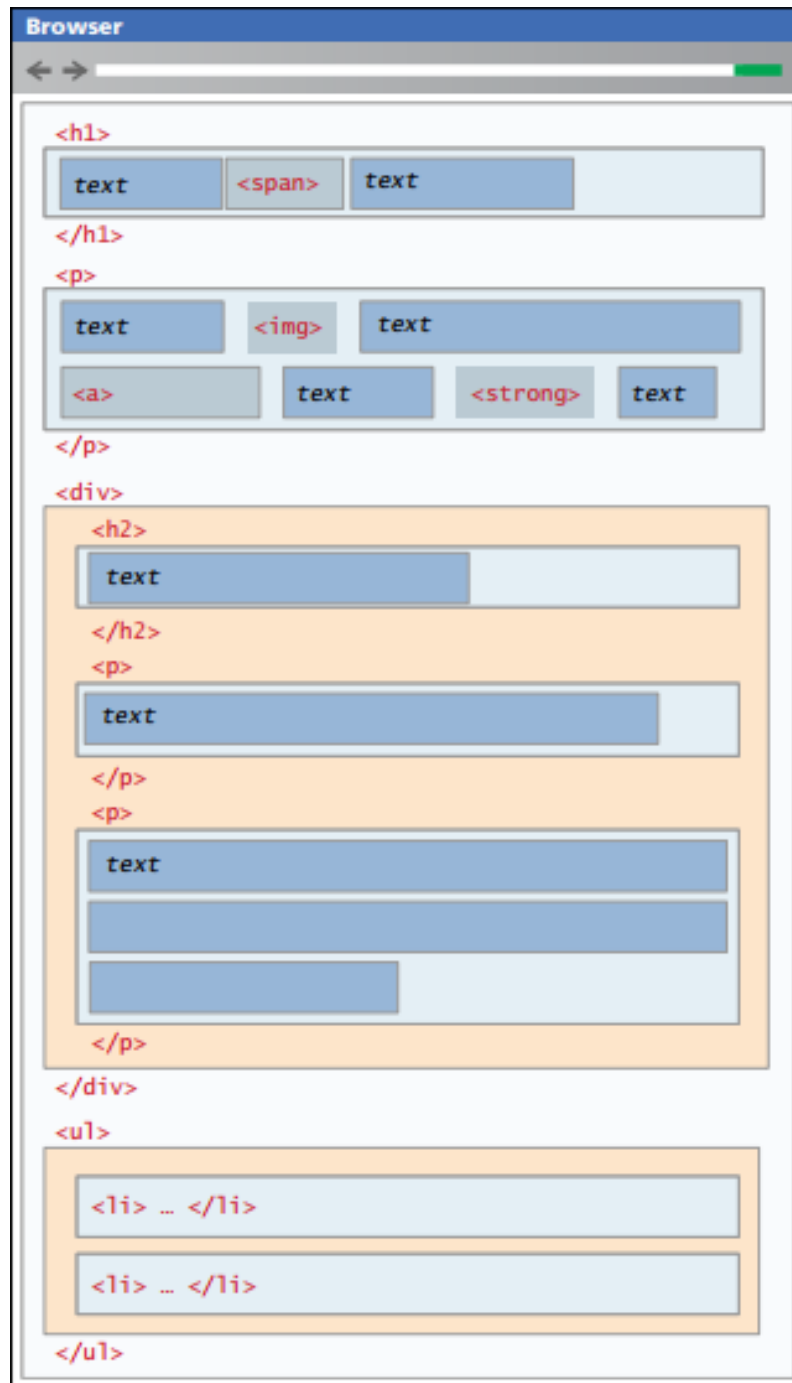 Browser
<h1>
text <span> text
</h1>
<p>
text <img> text
<a> text <strong> text
</p>
<div>
<h2>
text
</h2>
<p>
text
</p>
<p>
text
</p>
</div>
<ul>
<li> … </li>
<li> … </li>
</ul>